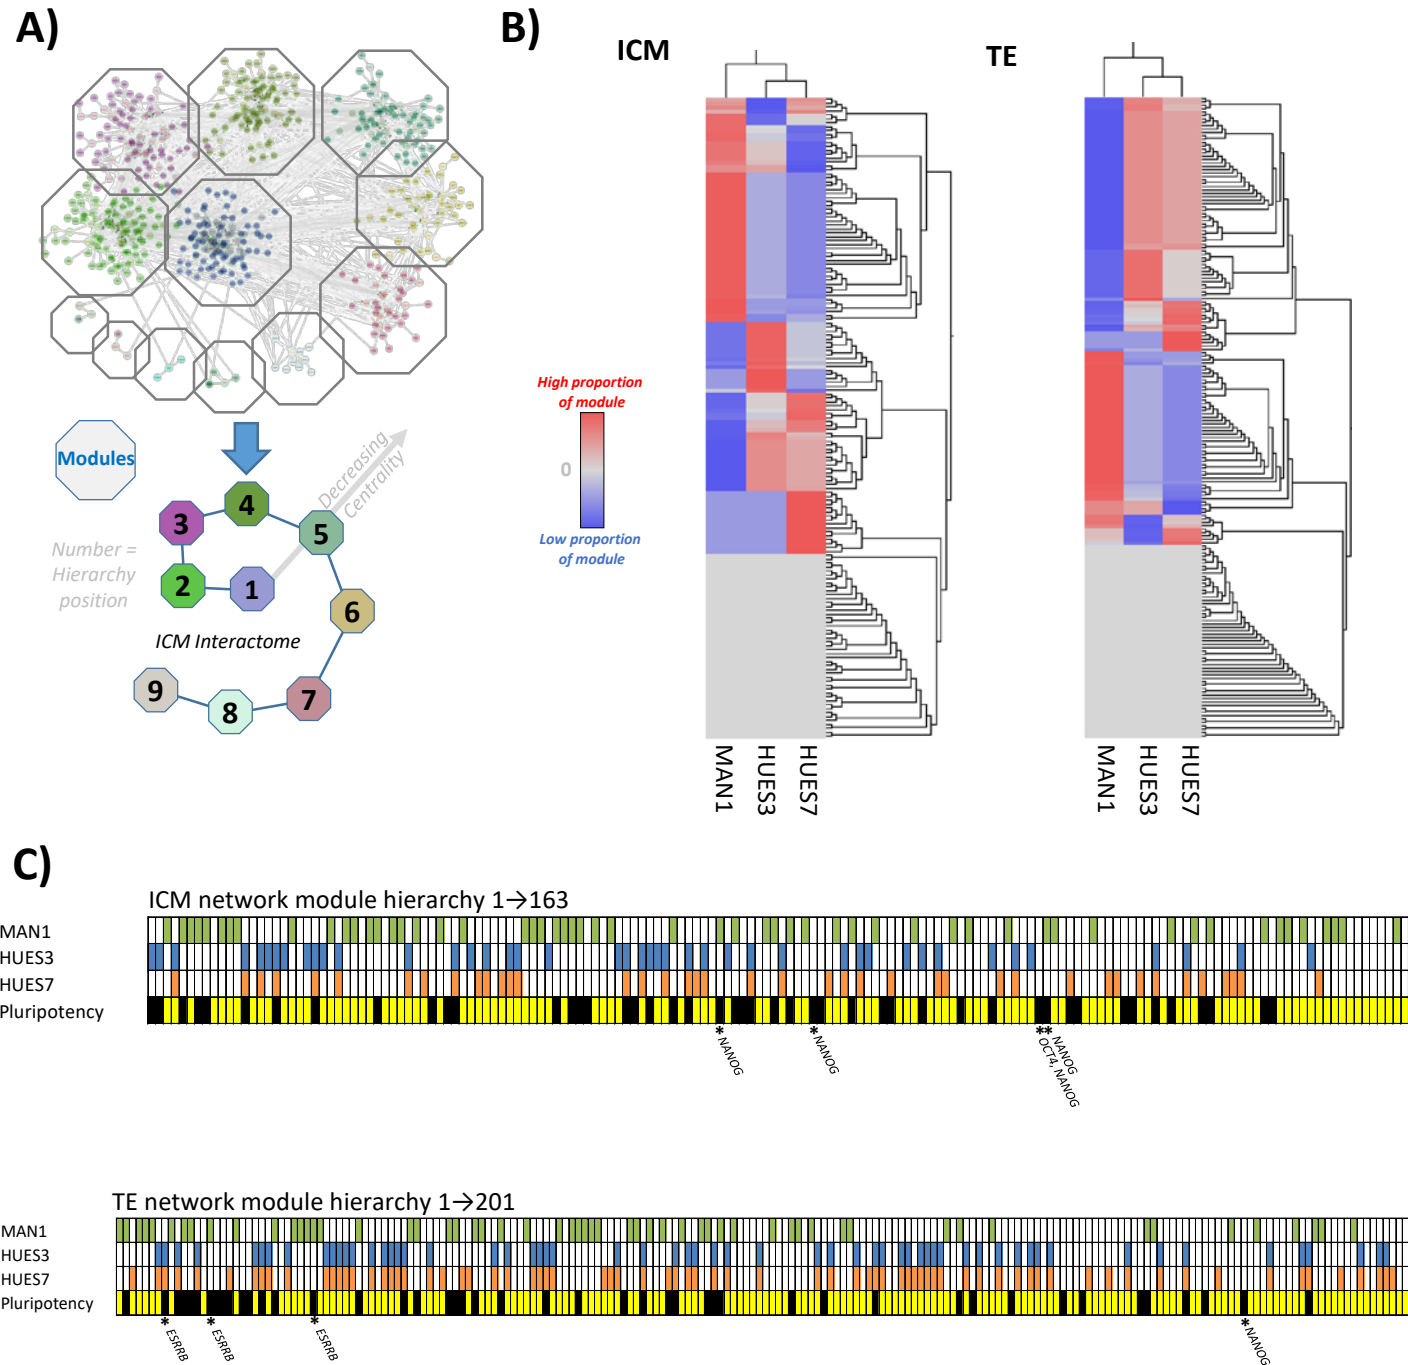 A)
Modules
Decreasing
Centrality
Number =
Hierarchy
position
4
3
5
2
1
6
ICM Interactome
9
8
7
B)
ICM
TE
High proportion
of module
0
Low proportion
of module
MAN1
HUES3
HUES7
MAN1
HUES3
HUES7
C)
ICM network module hierarchy 1→163
MAN1
HUES3
HUES7
Pluripotency
*NANOG
*NANOG
**
OCT4, NANOG
NANOG
TE network module hierarchy 1→201
MAN1
HUES3
HUES7
Pluripotency
*ESRRB
*ESRRB
*ESRRB
*NANOG